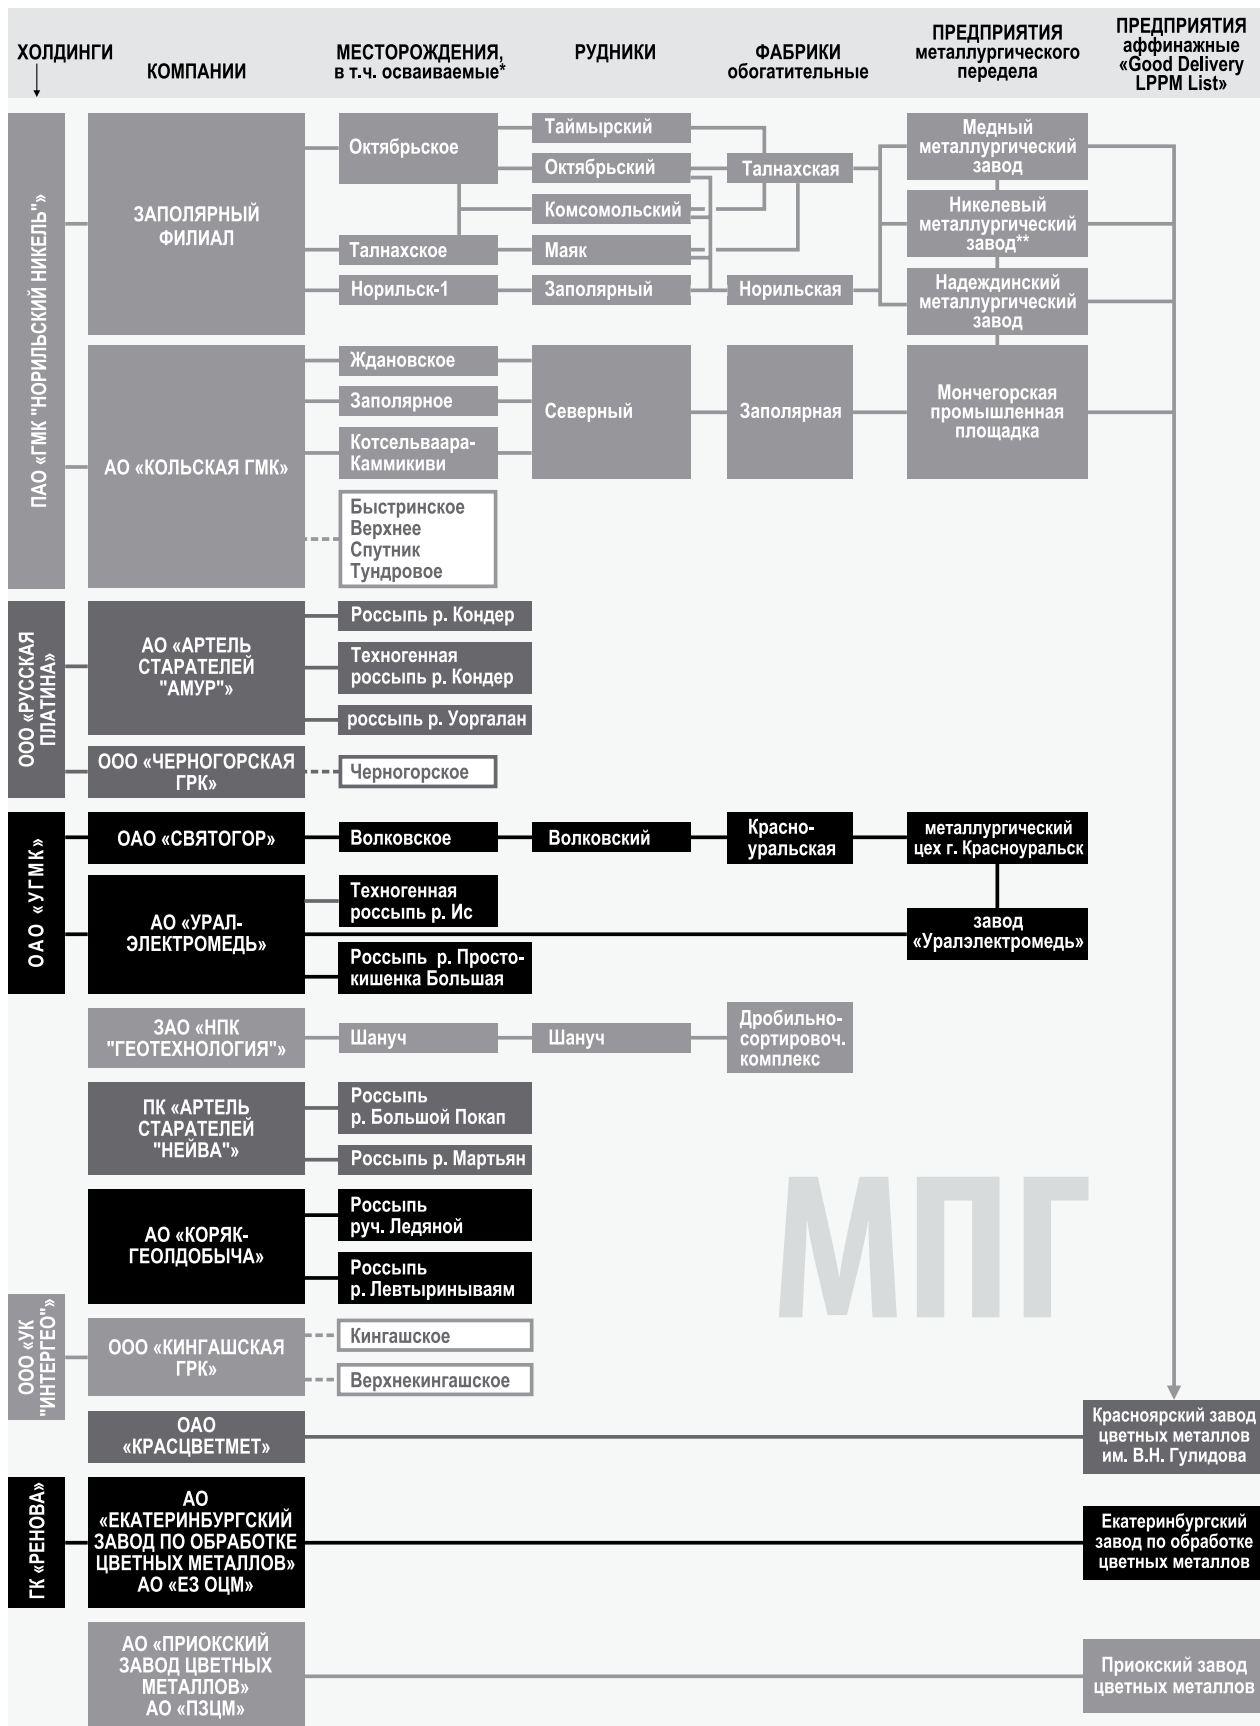 ХОЛДИНГИ
КОМПАНИИ
МЕСТОРОЖДЕНИЯ,
в т.ч. осваиваемые*
РУДНИКИ
ФАБРИКИ
обогатительные
ПРЕДПРИЯТИЯ
металлургического
передела
ПРЕДПРИЯТИЯ
аффинажные
«Good Delivery
LPPM List»
ПАО «ГМК "НОРИЛЬСКИЙ НИКЕЛЬ"»
ЗАПОЛЯРНЫЙ
ФИЛИАЛ
Октябрьское
Талнахское
Норильск-1
Таймырский
Октябрьский
Комсомольский
Маяк
Заполярный
Талнахская
Норильская
Медный
металлургический
завод
Никелевый
металлургический
завод**
Надеждинский
металлургический
завод
АО «КОЛЬСКАЯ ГМК»
Ждановское
Заполярное
Котсельваара-
Каммикиви
Быстринское
Верхнее
Спутник
Тундровое
Северный
Заполярная
Мончегорская
промышленная
площадка
ООО «РУССКАЯ
ПЛАТИНА»
АО «АРТЕЛЬ
СТАРАТЕЛЕЙ
"АМУР"»
Россыпь р. Кондер
Техногенная
россыпь р. Кондер
россыпь р. Уоргалан
ООО «ЧЕРНОГОРСКАЯ
ГРК»
Черногорское
ОАО «УГМК»
ОАО «СВЯТОГОР»
Волковское
Волковский
Красно-
уральская
металлургический
цех г. Красноуральск
АО «УРАЛ-
ЭЛЕКТРОМЕДЬ»
Техногенная
россыпь р. Ис
Россыпь р. Просто-
кишенка Большая
завод
«Уралэлектромедь»
ЗАО «НПК
"ГЕОТЕХНОЛОГИЯ"»
Шануч
Шануч
Дробильно-
сортировоч.
комплекс
ПК «АРТЕЛЬ
СТАРАТЕЛЕЙ
"НЕЙВА"»
Россыпь
р. Большой Покап
Россыпь р. Мартьян
МПГ
АО «КОРЯК-
ГЕОЛДОБЫЧА»
Россыпь
руч. Ледяной
Россыпь
р. Левтыринываям
ООО «УК
"ИНТЕРГЕО"»
ООО «КИНГАШСКАЯ
ГРК»
Кингашское
Верхнекингашское
ОАО
«КРАСЦВЕТМЕТ»
Красноярский завод
цветных металлов
им. В.Н. Гулидова
ГК «РЕНОВА»
АО
«ЕКАТЕРИНБУРГСКИЙ
ЗАВОД ПО ОБРАБОТКЕ
ЦВЕТНЫХ МЕТАЛЛОВ»
АО «ЕЗ ОЦМ»
Екатеринбургский
завод по обработке
цветных металлов
АО «ПРИОКСКИЙ
ЗАВОД ЦВЕТНЫХ
МЕТАЛЛОВ»
АО «ПЗЦМ»
Приокский завод
цветных металлов